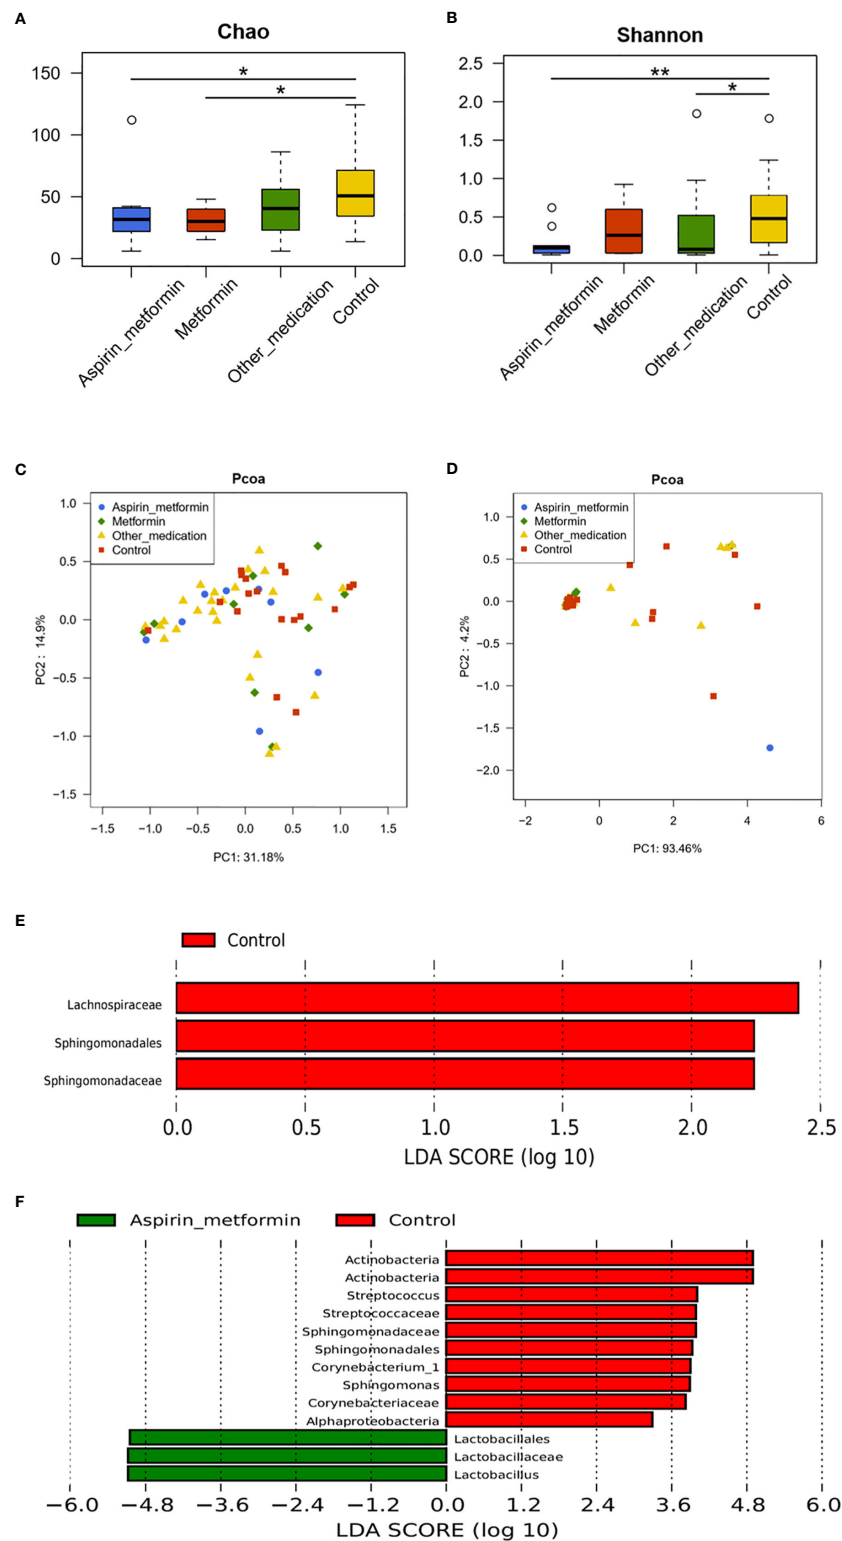 A
Chao
150
100
50
0
*
*
Aspirin_metformin
Metformin
Other_medication
Control
B
Shannon
2.5
2.0
1.5
1.0
0.5
0.0
**
*
Aspirin_metformin
Metformin
Other_medication
Control
C
Pcoa
Aspirin_metformin
Metformin
Other_medication
Control
1.0
0.5
0.0
−0.5
−1.0
−1.5
PC2 : 14.9%
−1.5 −1.0 −0.5 0.0 0.5 1.0 1.5
PC1: 31.18%
D
Pcoa
Aspirin_metformin
Metformin
Other_medication
Control
1.0
0.5
0.0
−0.5
−1.0
−1.5
−2.0
PC2 : 4.2%
−2 0 2 4 6
PC1: 93.46%
E
Control
Lachnospiraceae
Sphingomonadales
Sphingomonadaceae
0.0 0.5 1.0 1.5 2.0 2.5
LDA SCORE (log 10)
F
Aspirin_metformin Control
Actinobacteria
Actinobacteria
Streptococcus
Streptococcaceae
Sphingomonadaceae
Sphingomonadales
Corynebacterium_1
Sphingomonas
Corynebacteriaceae
Alphaproteobacteria
Lactobacillales
Lactobacillaceae
Lactobacillus
−6.0 −4.8 −3.6 −2.4 −1.2 0.0 1.2 2.4 3.6 4.8 6.0
LDA SCORE (log 10)